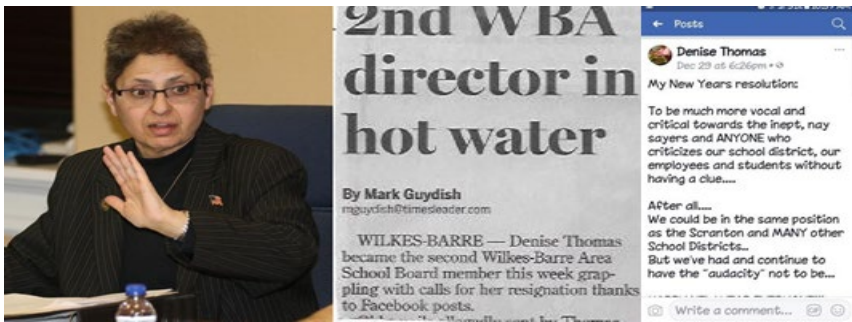 2nd WBA
director in
hot water
By Mark Guydish
mguydish@timesleader.com
WILKES-BARRE — Denise Thomas
became the second Wilkes-Barre Area
School Board member this week grap-
pling with calls for her resignation thanks
to Facebook posts.
Posts
Denise Thomas
Dec 29 at 6:26pm •
My New Years resolution:
To be much more vocal and
critical towards the inept, nay
sayers and ANYONE who
criticizes our school district, our
employees and students without
having a clue....
After all....
We could be in the same position
as the Scranton and MANY other
School Districts...
But we've had and continue to
have the "audacity" not to be...
Write a comment...
GIF